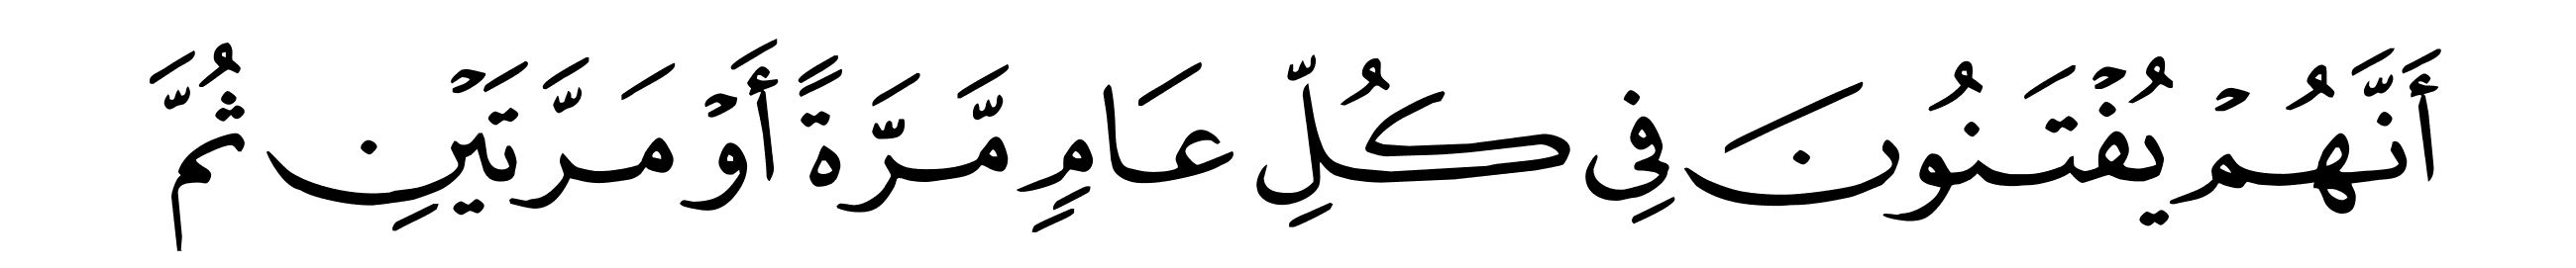 أَنَّهُمۡ يُفۡتَنُونَ فِي كُلِّ عَامٍ مَّرَّةً أَوۡ مَرَّتَيۡنِ ثُمَّ